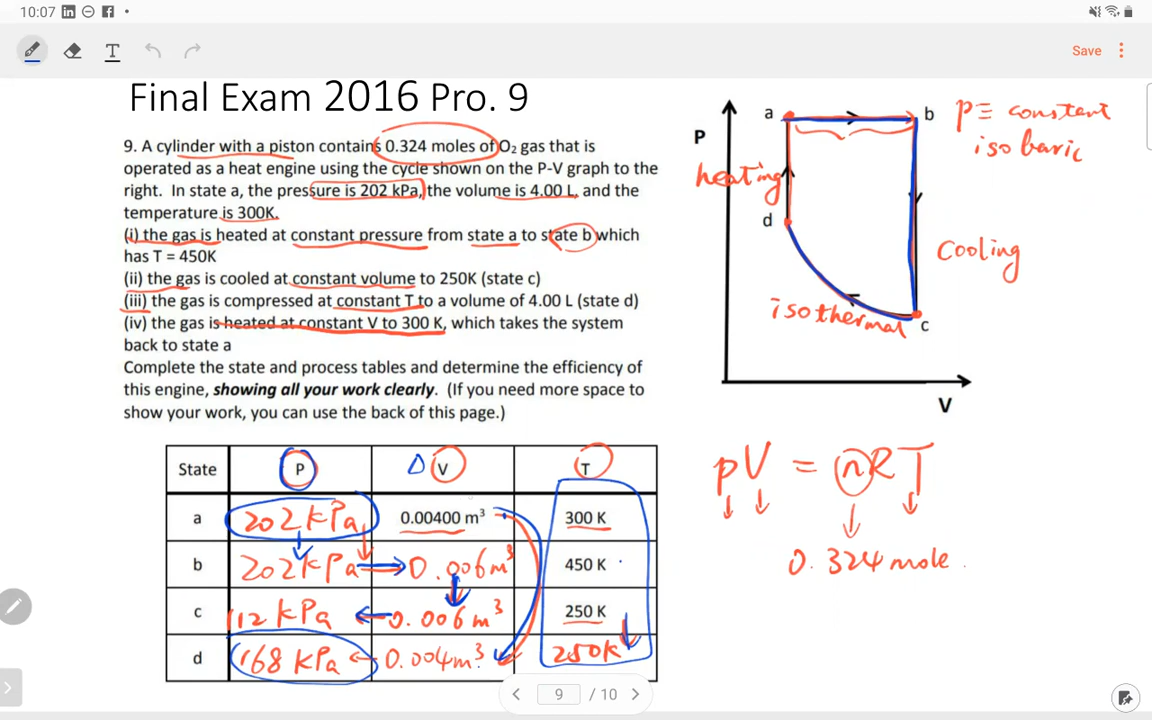 10:07
Save
Final Exam 2016 Pro. 9
9. A cylinder with a piston contains 0.324 moles of O₂ gas that is
operated as a heat engine using the cycle shown on the P-V graph to the
right. In state a, the pressure is 202 kPa, the volume is 4.00 L, and the
temperature is 300K.
(i) the gas is heated at constant pressure from state a to state b which
has T = 450K
(ii) the gas is cooled at constant volume to 250K (state c)
(iii) the gas is compressed at constant T to a volume of 4.00 L (state d)
(iv) the gas is heated at constant V to 300 K, which takes the system
back to state a
Complete the state and process tables and determine the efficiency of
this engine, showing all your work clearly. (If you need more space to
show your work, you can use the back of this page.)
a
b
P
P ≡ constant
isobaric
heating
d
cooling
isothermal
c
V
State P Δ V T
a 202 kPa 0.00400 m³ 300 K
b 202 kPa 0.006 m³ 450 K
c 112 kPa 0.006 m³ 250 K
d 168 kPa 0.004 m³ 250K
pV = nRT
0.324 mole
9 / 10